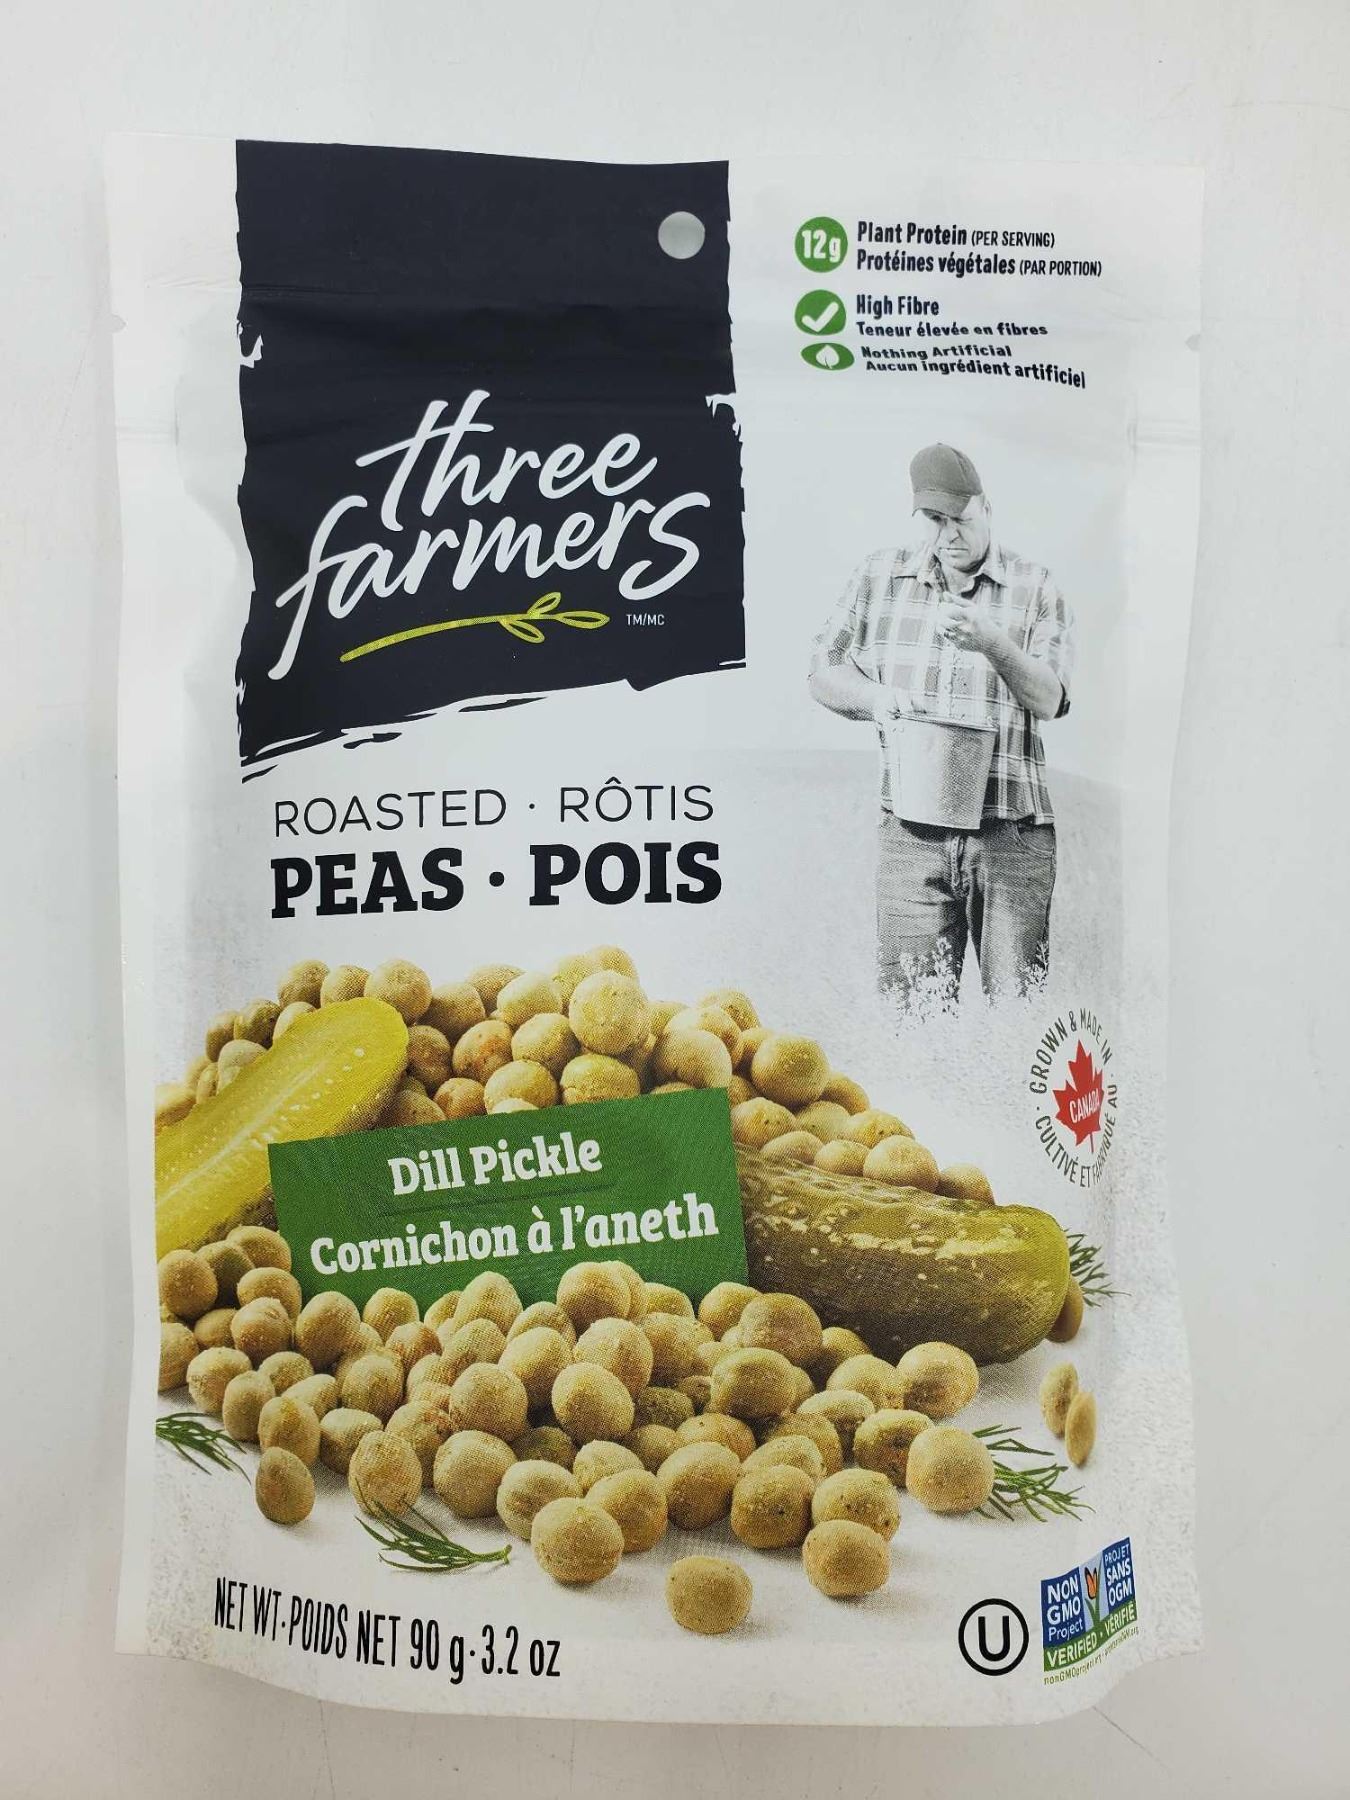 12g
Plant Protein (PER SERVING)
Protéines végétales (PAR PORTION)
High Fibre
Teneur élevée en fibres
Nothing Artificial
Aucun ingrédient artificiel
three
farmers
TM/MC
ROASTED · RÔTIS
PEAS · POIS
GROWN & MADE IN · CULTIVÉ ET FABRIQUÉ AU ·
CANADA
Dill Pickle
Cornichon à l'aneth
NET WT·POIDS NET 90 g·3.2 oz
U
NON
GMO
Project
PROJET
SANS
OGM
VERIFIED · VÉRIFIÉ